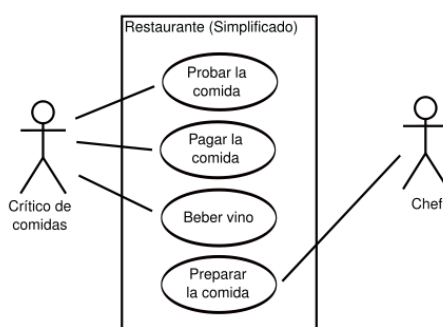 Restaurante (Simplificado)
Probar la
comida
Pagar la
comida
Crítico de
comidas
Beber vino
Chef
Preparar
la comida